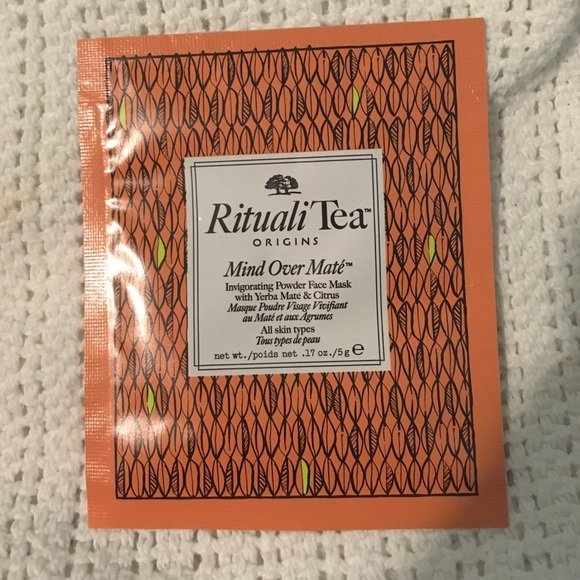 RitualiTea™
ORIGINS
Mind Over Maté™
Invigorating Powder Face Mask
with Yerba Maté & Citrus
Masque Poudre Visage Vivifiant
au Maté et aux Agrumes
All skin types
Tous types de peau
net wt./poids net .17 oz./5g ℮